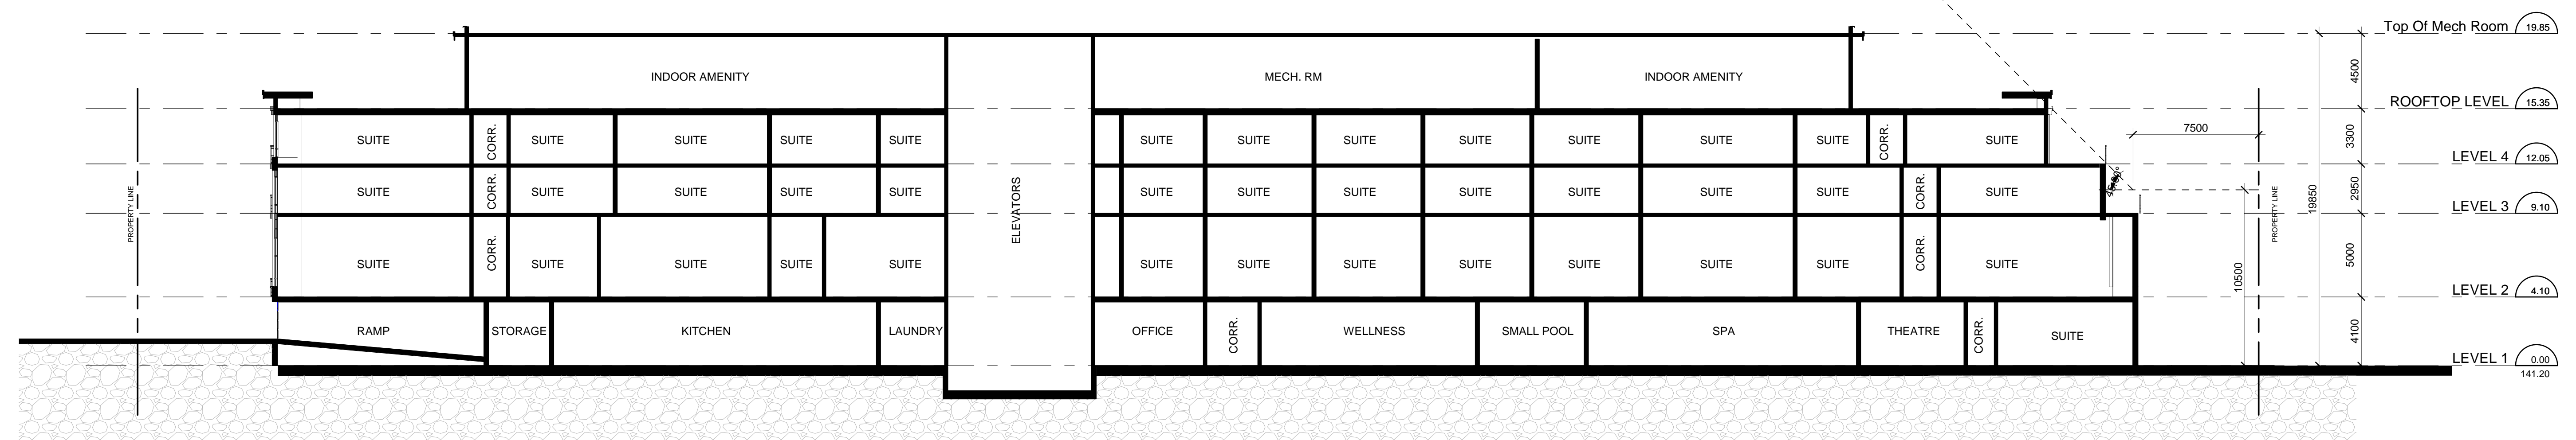 Top Of Mech Room 19.85
INDOOR AMENITY MECH. RM INDOOR AMENITY 4500
ROOFTOP LEVEL 15.35
7500
SUITE CORR. SUITE SUITE SUITE SUITE SUITE SUITE SUITE SUITE SUITE SUITE SUITE CORR. SUITE 3300
LEVEL 4 12.05
SUITE CORR. SUITE SUITE SUITE SUITE SUITE SUITE SUITE SUITE SUITE SUITE SUITE CORR. SUITE 2950
PROPERTY LINE ELEVATORS PROPERTY LINE 19850
LEVEL 3 9.10
SUITE CORR. SUITE SUITE SUITE SUITE SUITE SUITE SUITE SUITE SUITE SUITE SUITE CORR. SUITE 5000
10500
LEVEL 2 4.10
RAMP STORAGE KITCHEN LAUNDRY OFFICE CORR. WELLNESS SMALL POOL SPA THEATRE CORR. SUITE 4100
LEVEL 1 0.00
141.20